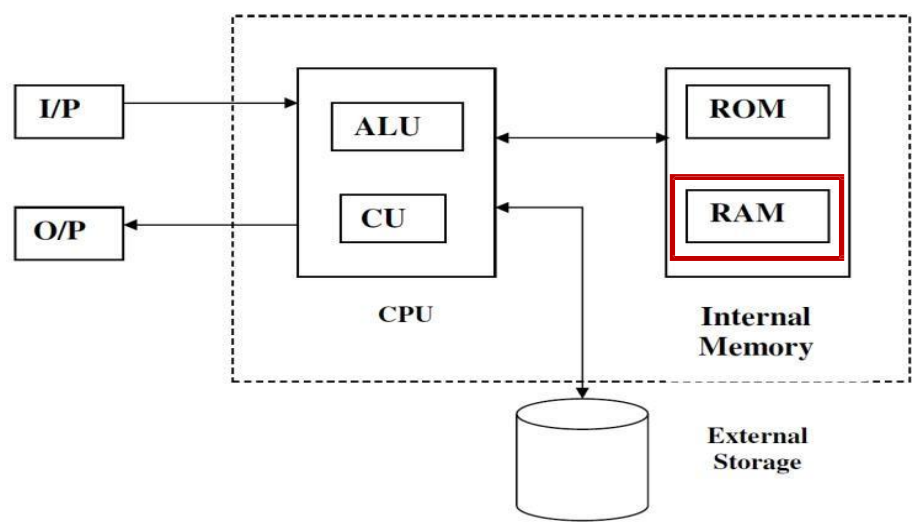 I/P
O/P
ALU
CU
CPU
ROM
RAM
Internal
Memory
External
Storage